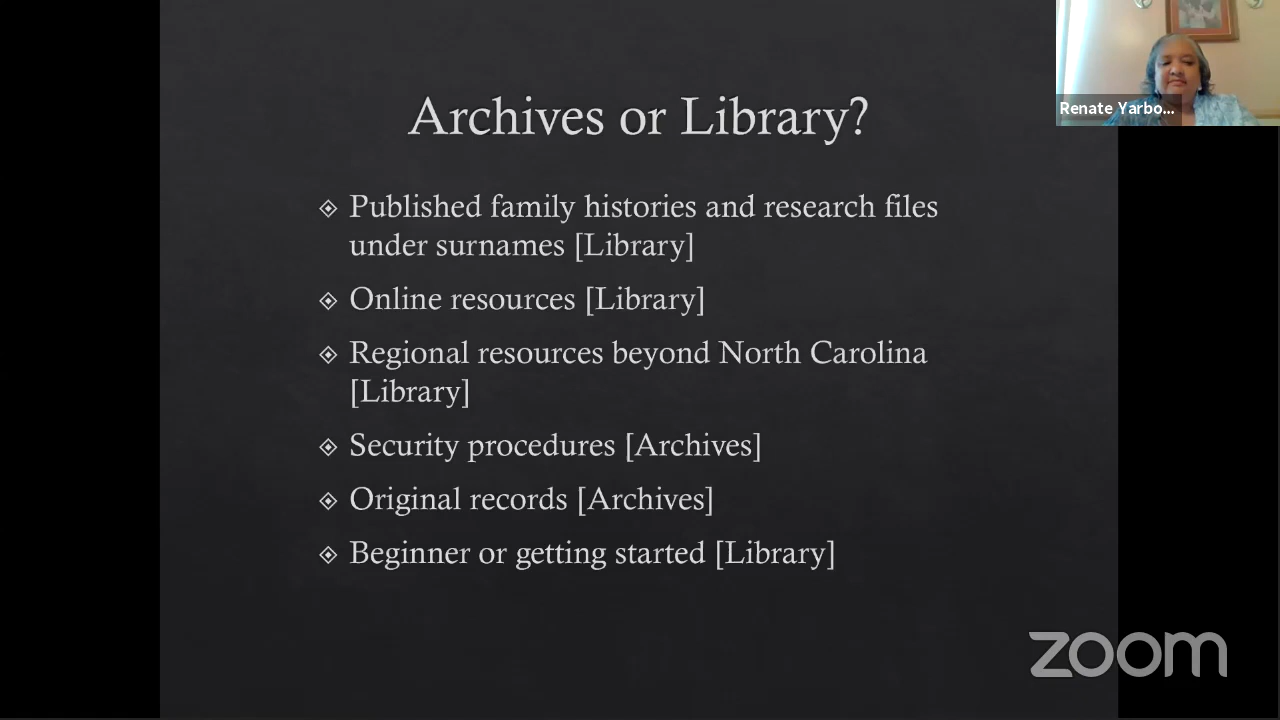 Archives or Library?
Published family histories and research files
under surnames [Library]
Online resources [Library]
Regional resources beyond North Carolina
[Library]
Security procedures [Archives]
Original records [Archives]
Beginner or getting started [Library]
Renate Yarbo...
zoom